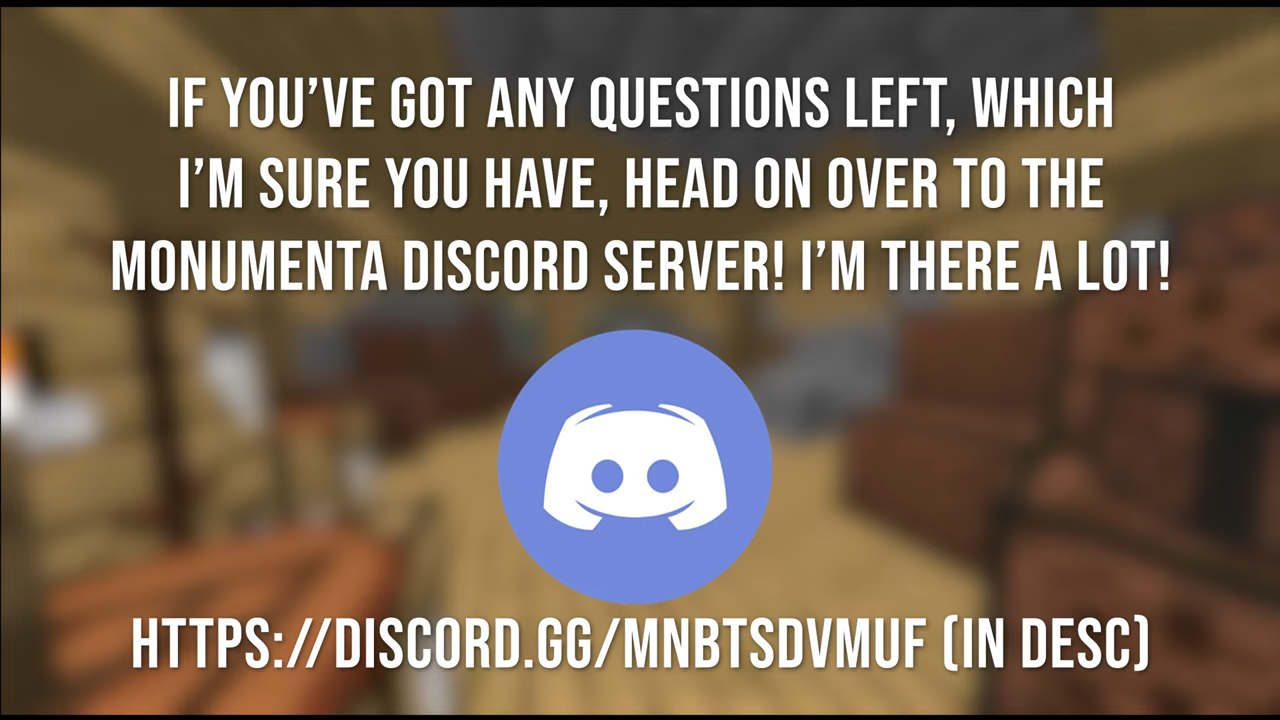 IF YOU’VE GOT ANY QUESTIONS LEFT, WHICH
I’M SURE YOU HAVE, HEAD ON OVER TO THE
MONUMENTA DISCORD SERVER! I’M THERE A LOT!
HTTPS://DISCORD.GG/MNBTSDVMUF (IN DESC)